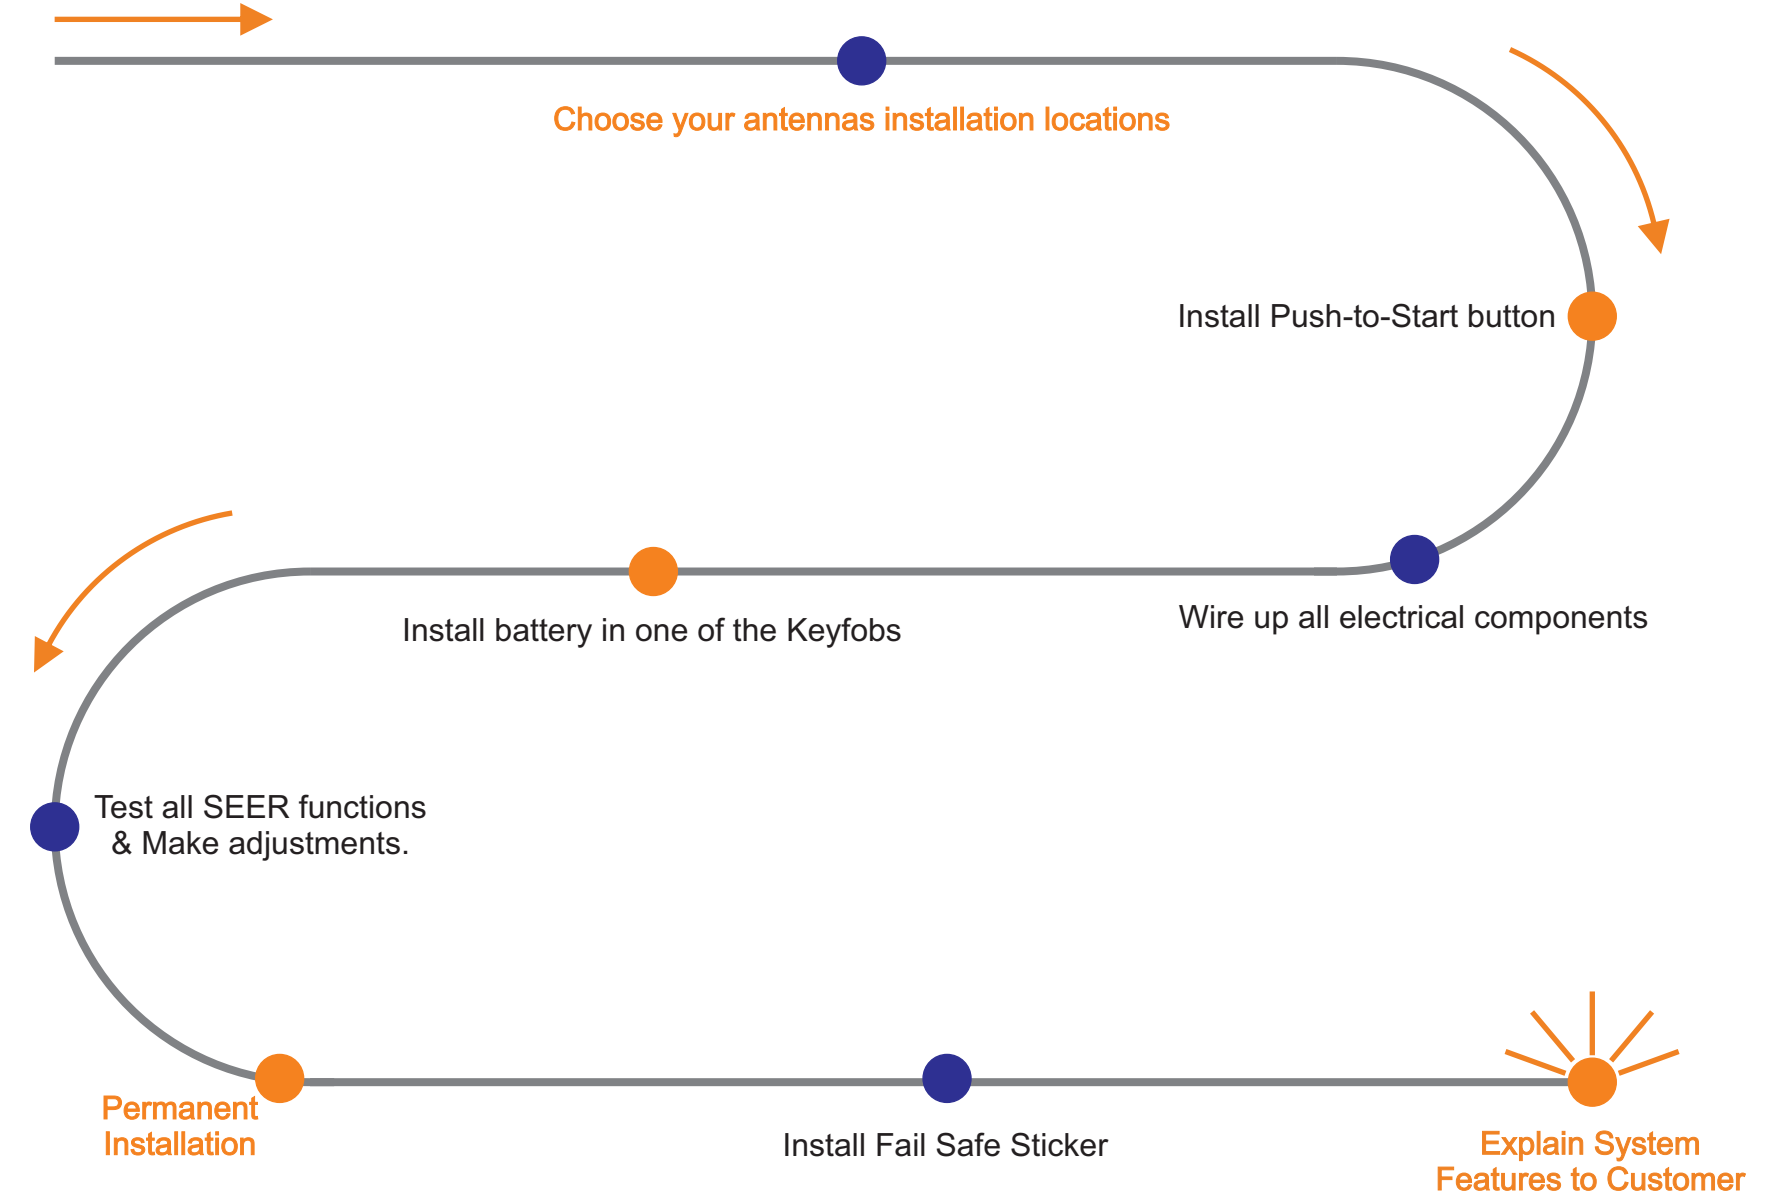 Choose your antennas installation locations
Install Push-to-Start button
Wire up all electrical components
Install battery in one of the Keyfobs
Test all SEER functions
& Make adjustments.
Permanent
Installation
Install Fail Safe Sticker
Explain System
Features to Customer